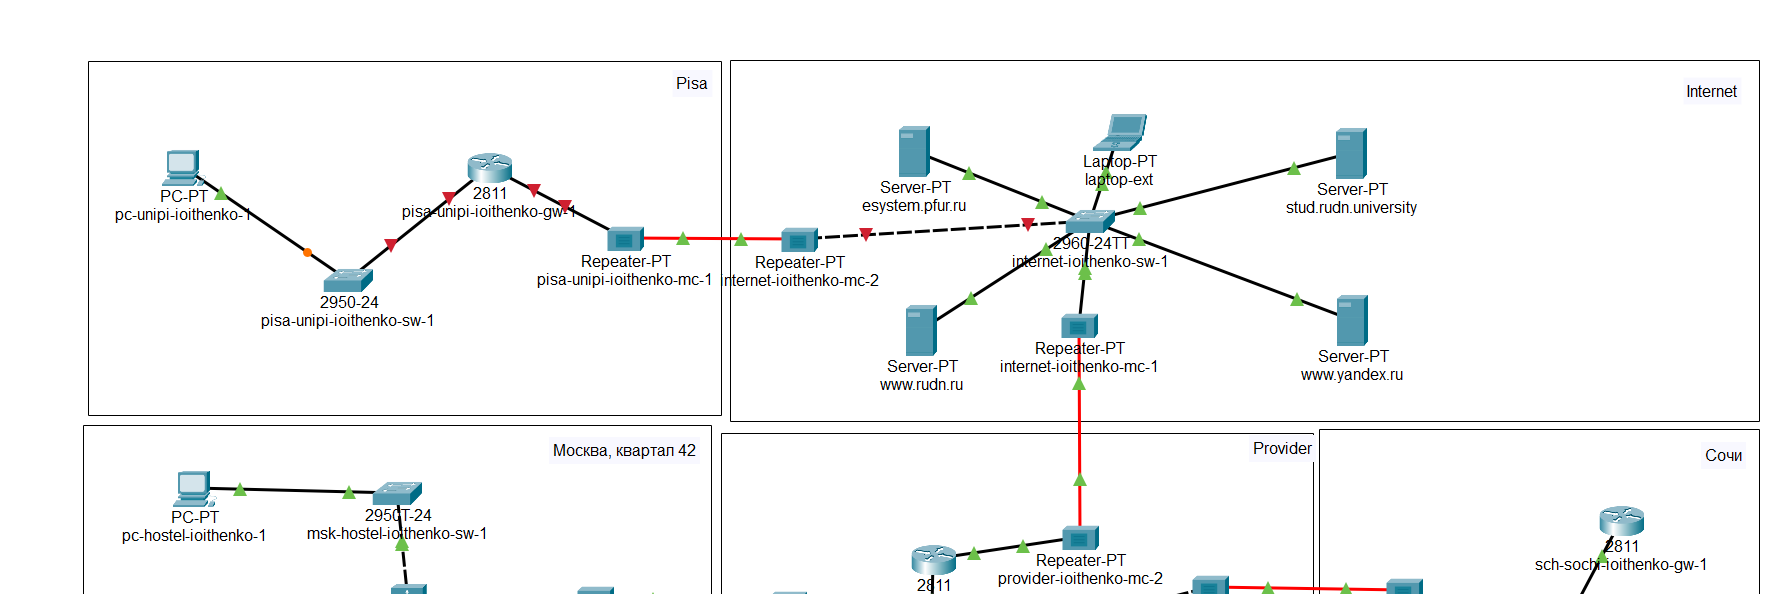 Pisa
Internet
PC-PT
pc-unipi-ioithenko-1
2811
pisa-unipi-ioithenko-gw-1
2950-24
pisa-unipi-ioithenko-sw-1
Repeater-PT
pisa-unipi-ioithenko-mc-1
Repeater-PT
internet-ioithenko-mc-2
Server-PT
esystem.pfur.ru
Laptop-PT
laptop-ext
Server-PT
stud.rudn.university
2960-24TT
internet-ioithenko-sw-1
Server-PT
www.rudn.ru
Repeater-PT
internet-ioithenko-mc-1
Server-PT
www.yandex.ru
Москва, квартал 42
Provider
Сочи
PC-PT
pc-hostel-ioithenko-1
2950T-24
msk-hostel-ioithenko-sw-1
2811
Repeater-PT
provider-ioithenko-mc-2
2811
sch-sochi-ioithenko-gw-1